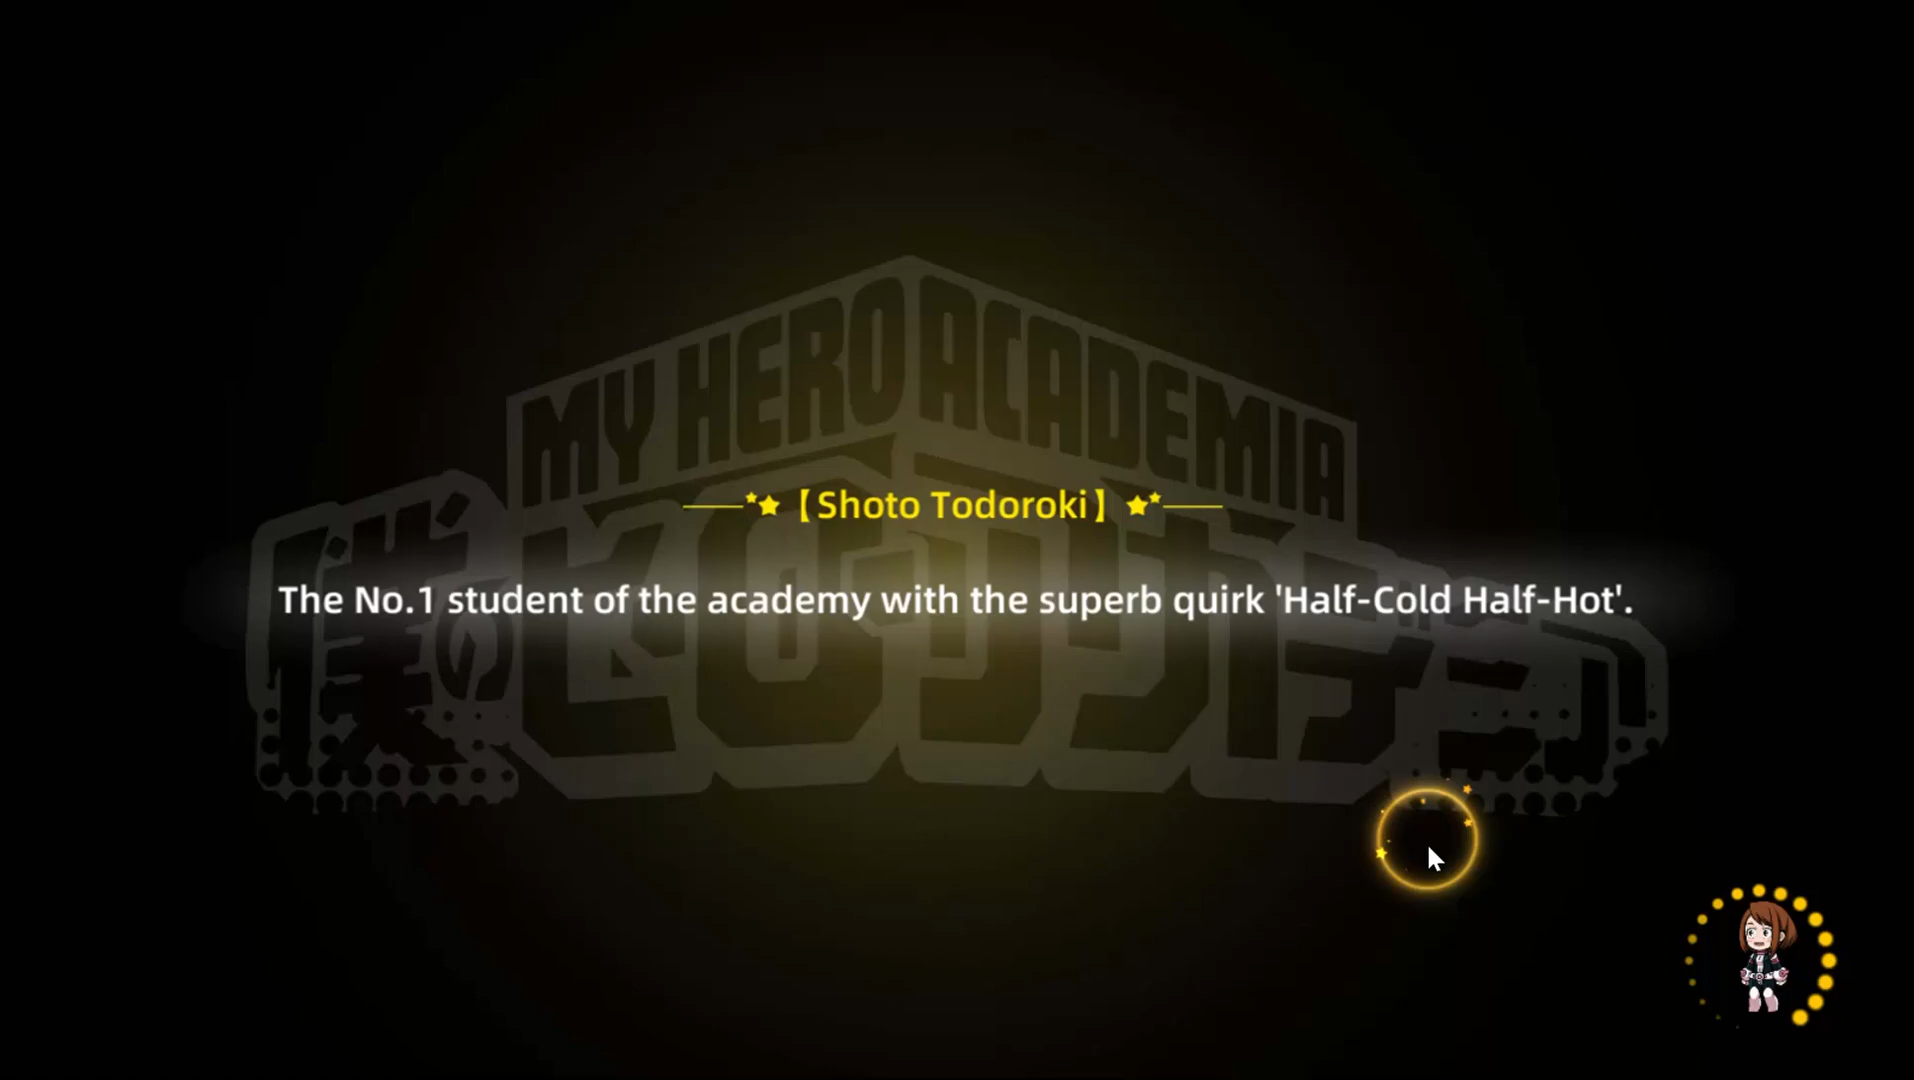 MY HERO ACADEMIA
僕のヒーローアカデミア
【Shoto Todoroki】
The No.1 student of the academy with the superb quirk 'Half-Cold Half-Hot'.